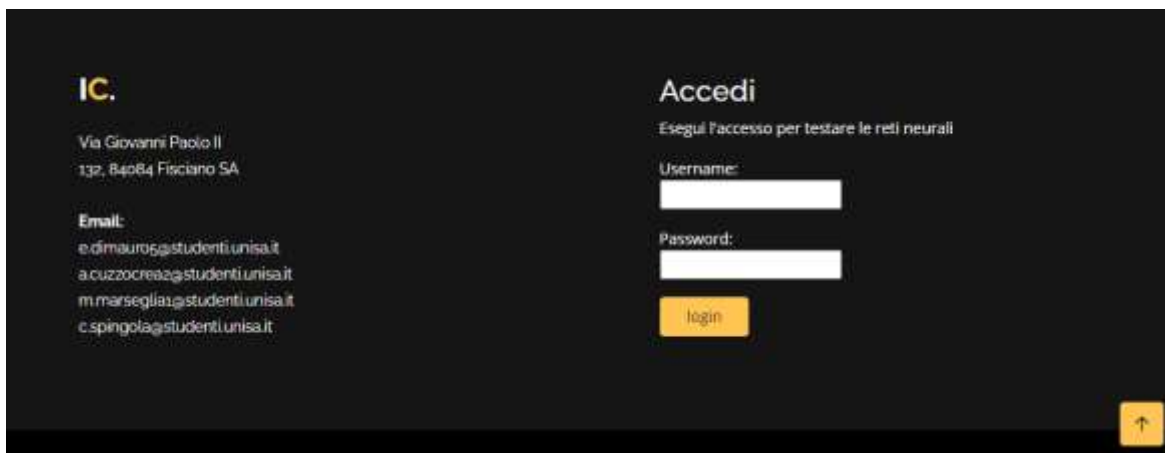 IC.
Via Giovanni Paolo II
132, 84084 Fisciano SA
Email:
e.dimauro5@studenti.unisa.it
a.cuzzocrea2@studenti.unisa.it
m.marseglia1@studenti.unisa.it
c.spingola@studenti.unisa.it
Accedi
Esegui l'accesso per testare le reti neurali
Username:
Password:
login